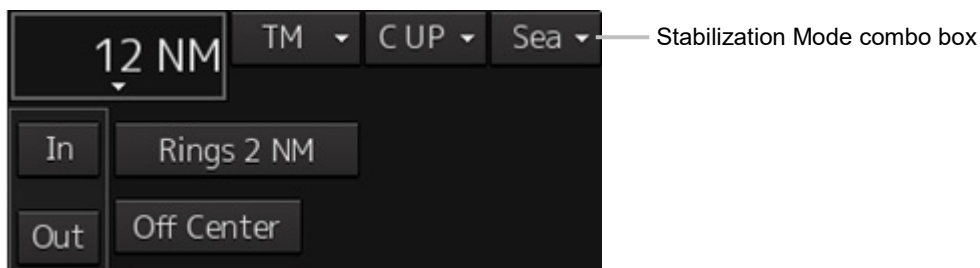 12 NM
TM
C UP
Sea
Stabilization Mode combo box
In
Rings 2 NM
Out
Off Center